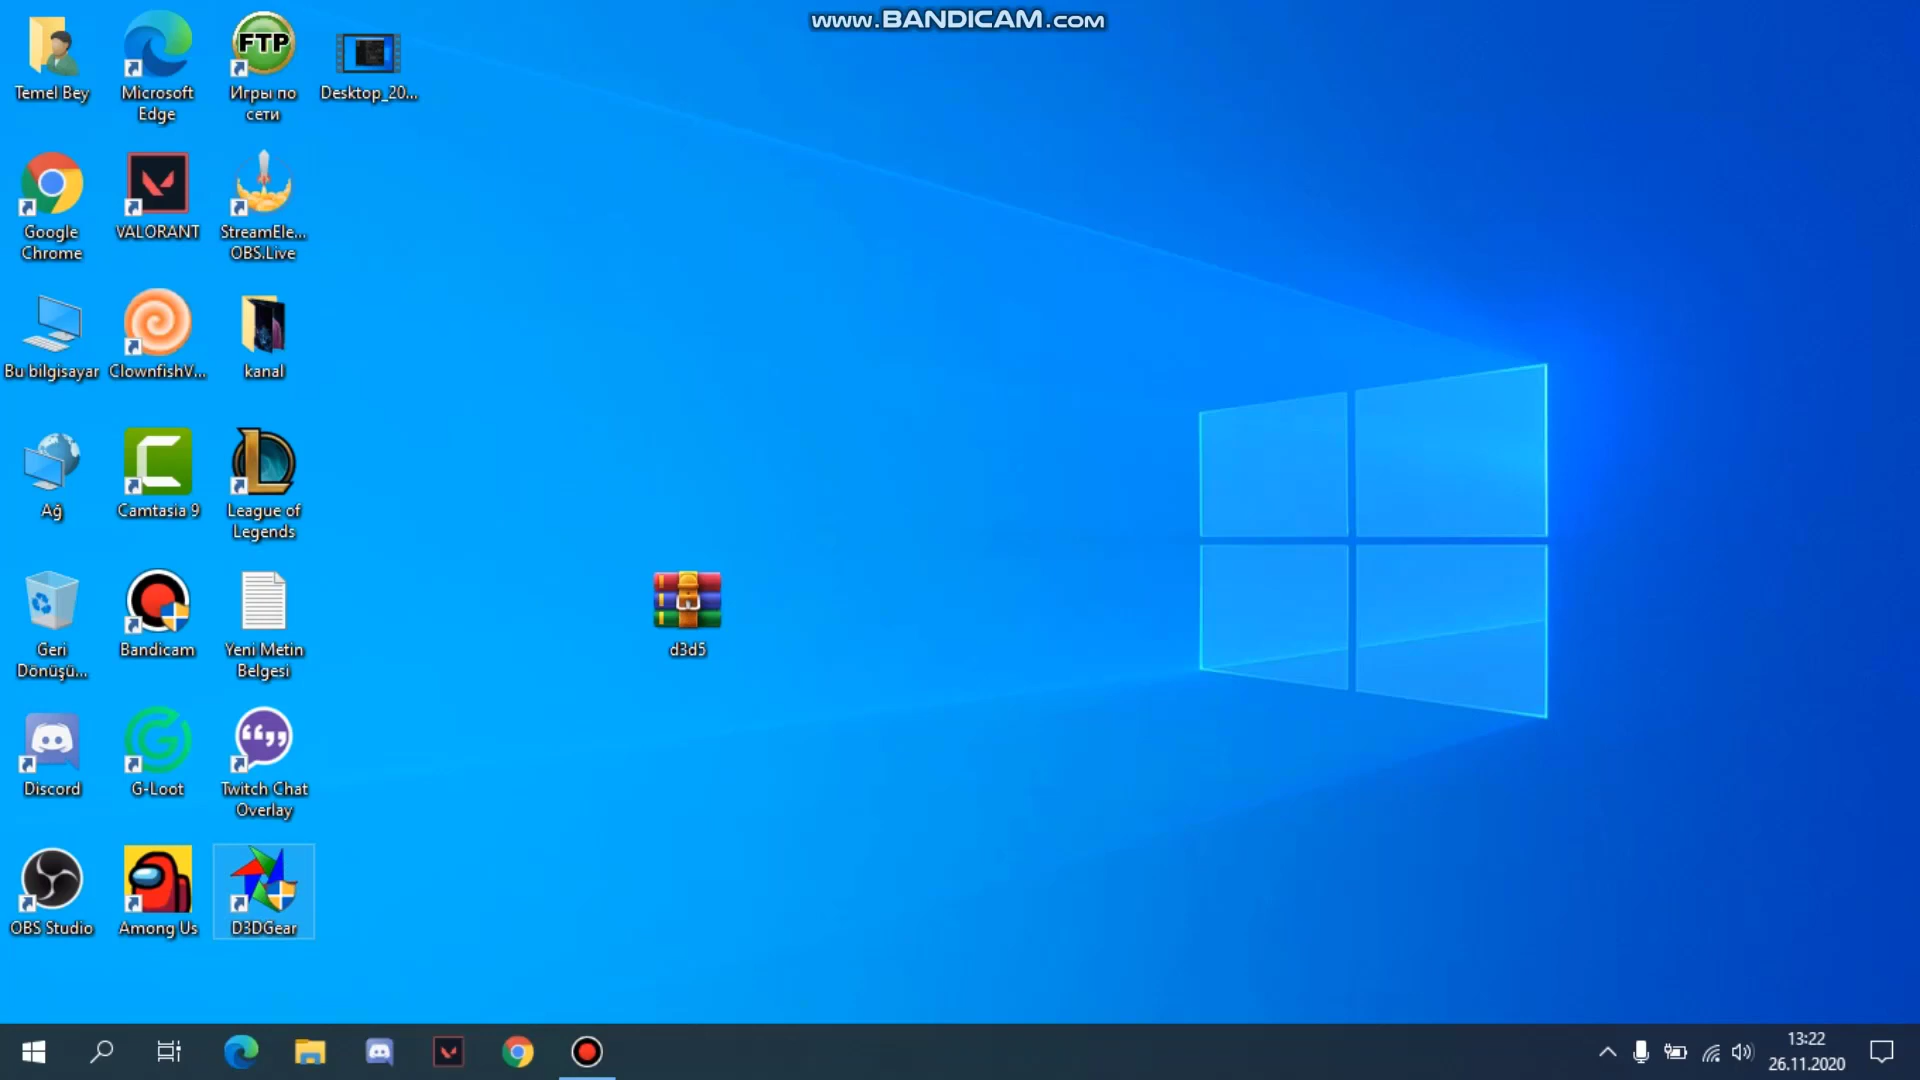 www.BANDICAM.com
Temel Bey
Microsoft
Edge
FTP
Игры по
сети
Desktop_20...
Google
Chrome
VALORANT
StreamEle...
OBS.Live
Bu bilgisayar
ClownfishV...
kanal
Ağ
Camtasia 9
League of
Legends
Geri
Dönüşü...
Bandicam
Yeni Metin
Belgesi
d3d5
Discord
G-Loot
Twitch Chat
Overlay
OBS Studio
Among Us
D3DGear
13:22
26.11.2020